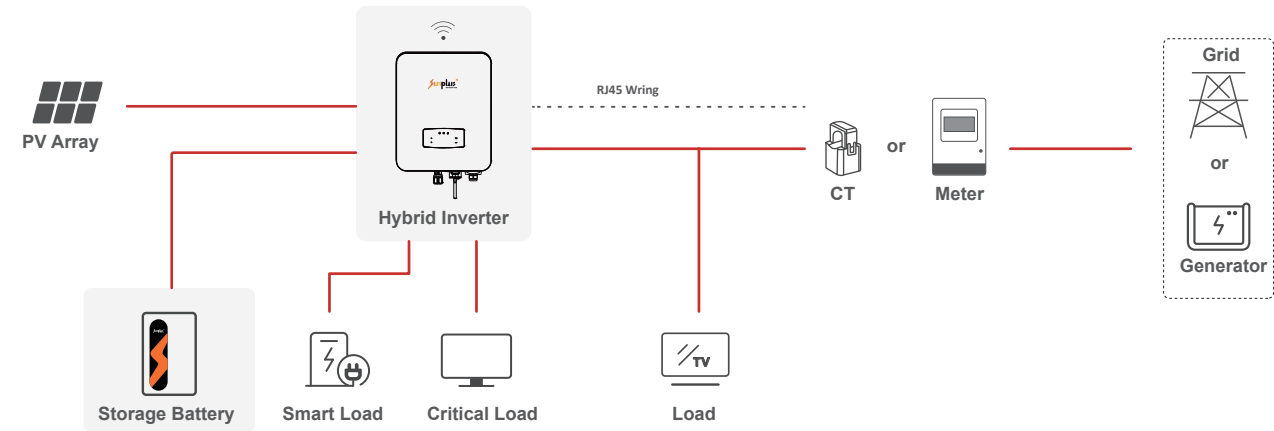 Grid
Sunplus
RJ45 Wring
PV Array
or
or
CT
Meter
Hybrid Inverter
Generator
TV
Storage Battery
Smart Load
Critical Load
Load